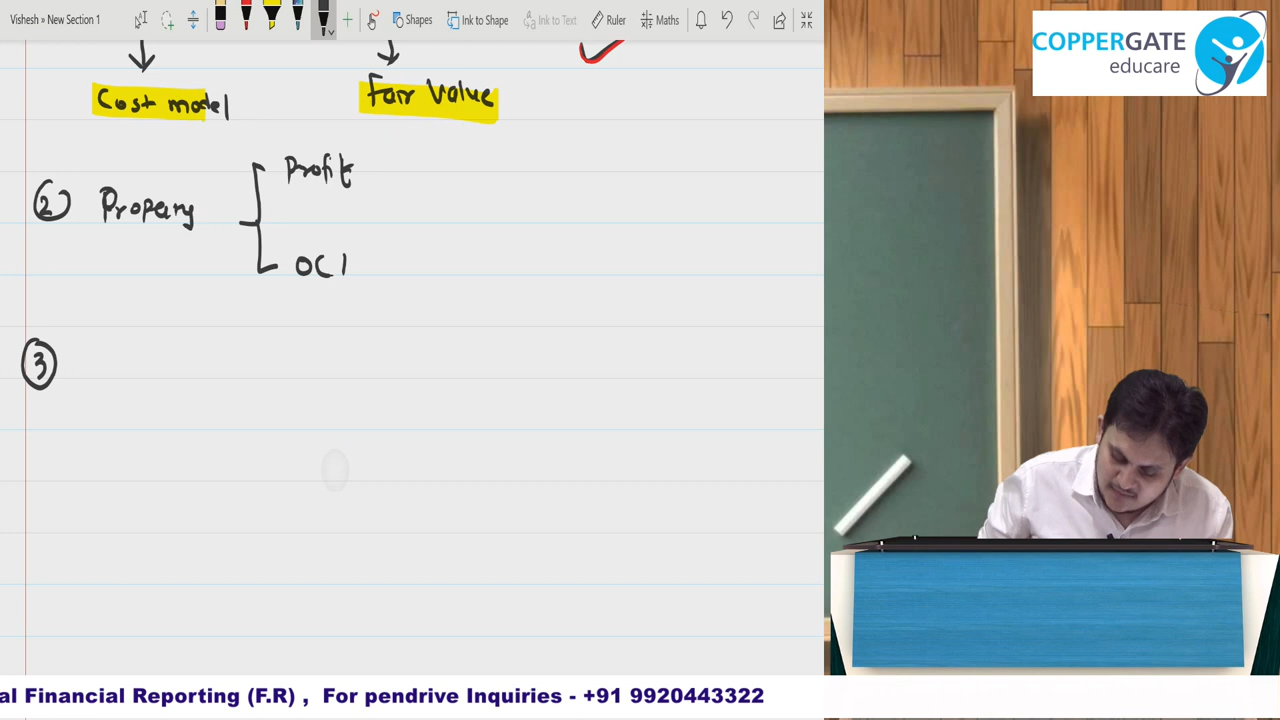 Vishesh » New Section 1
Shapes
Ink to Shape
Ink to Text
Ruler
Maths
COPPERGATE
educare
Cost model
Fair Value
Profit
② Propeary
OCI
③
al Financial Reporting (F.R) , For pendrive Inquiries - +91 9920443322